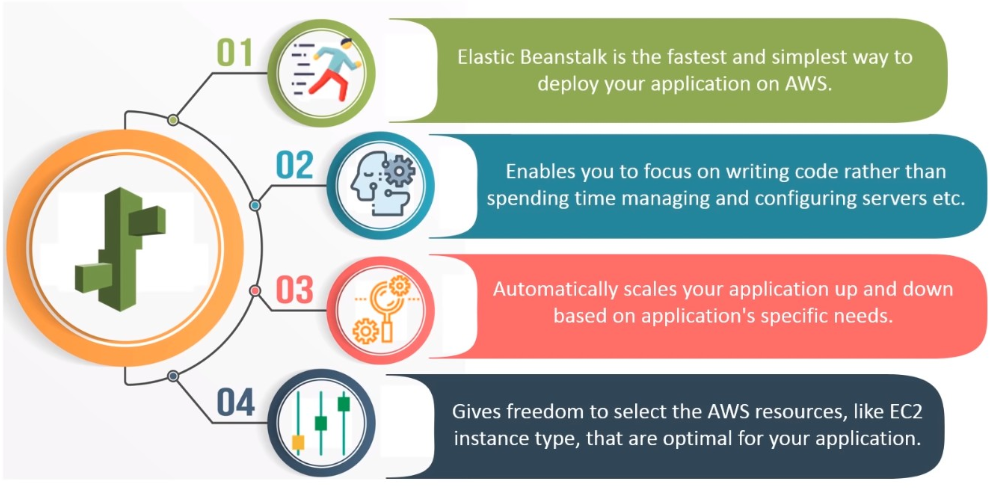 01
Elastic Beanstalk is the fastest and simplest way to
deploy your application on AWS.
02
Enables you to focus on writing code rather than
spending time managing and configuring servers etc.
03
Automatically scales your application up and down
based on application's specific needs.
04
Gives freedom to select the AWS resources, like EC2
instance type, that are optimal for your application.